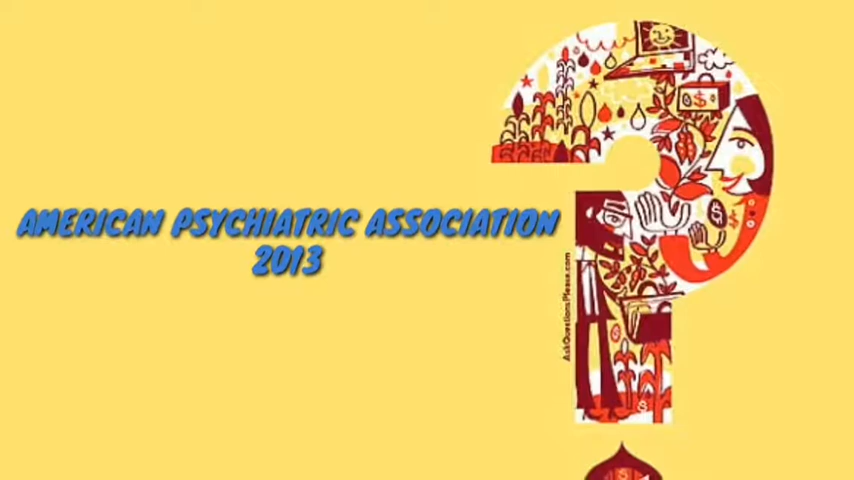 AMERICAN PSYCHIATRIC ASSOCIATION
2013
AskQuestionsPlease.com